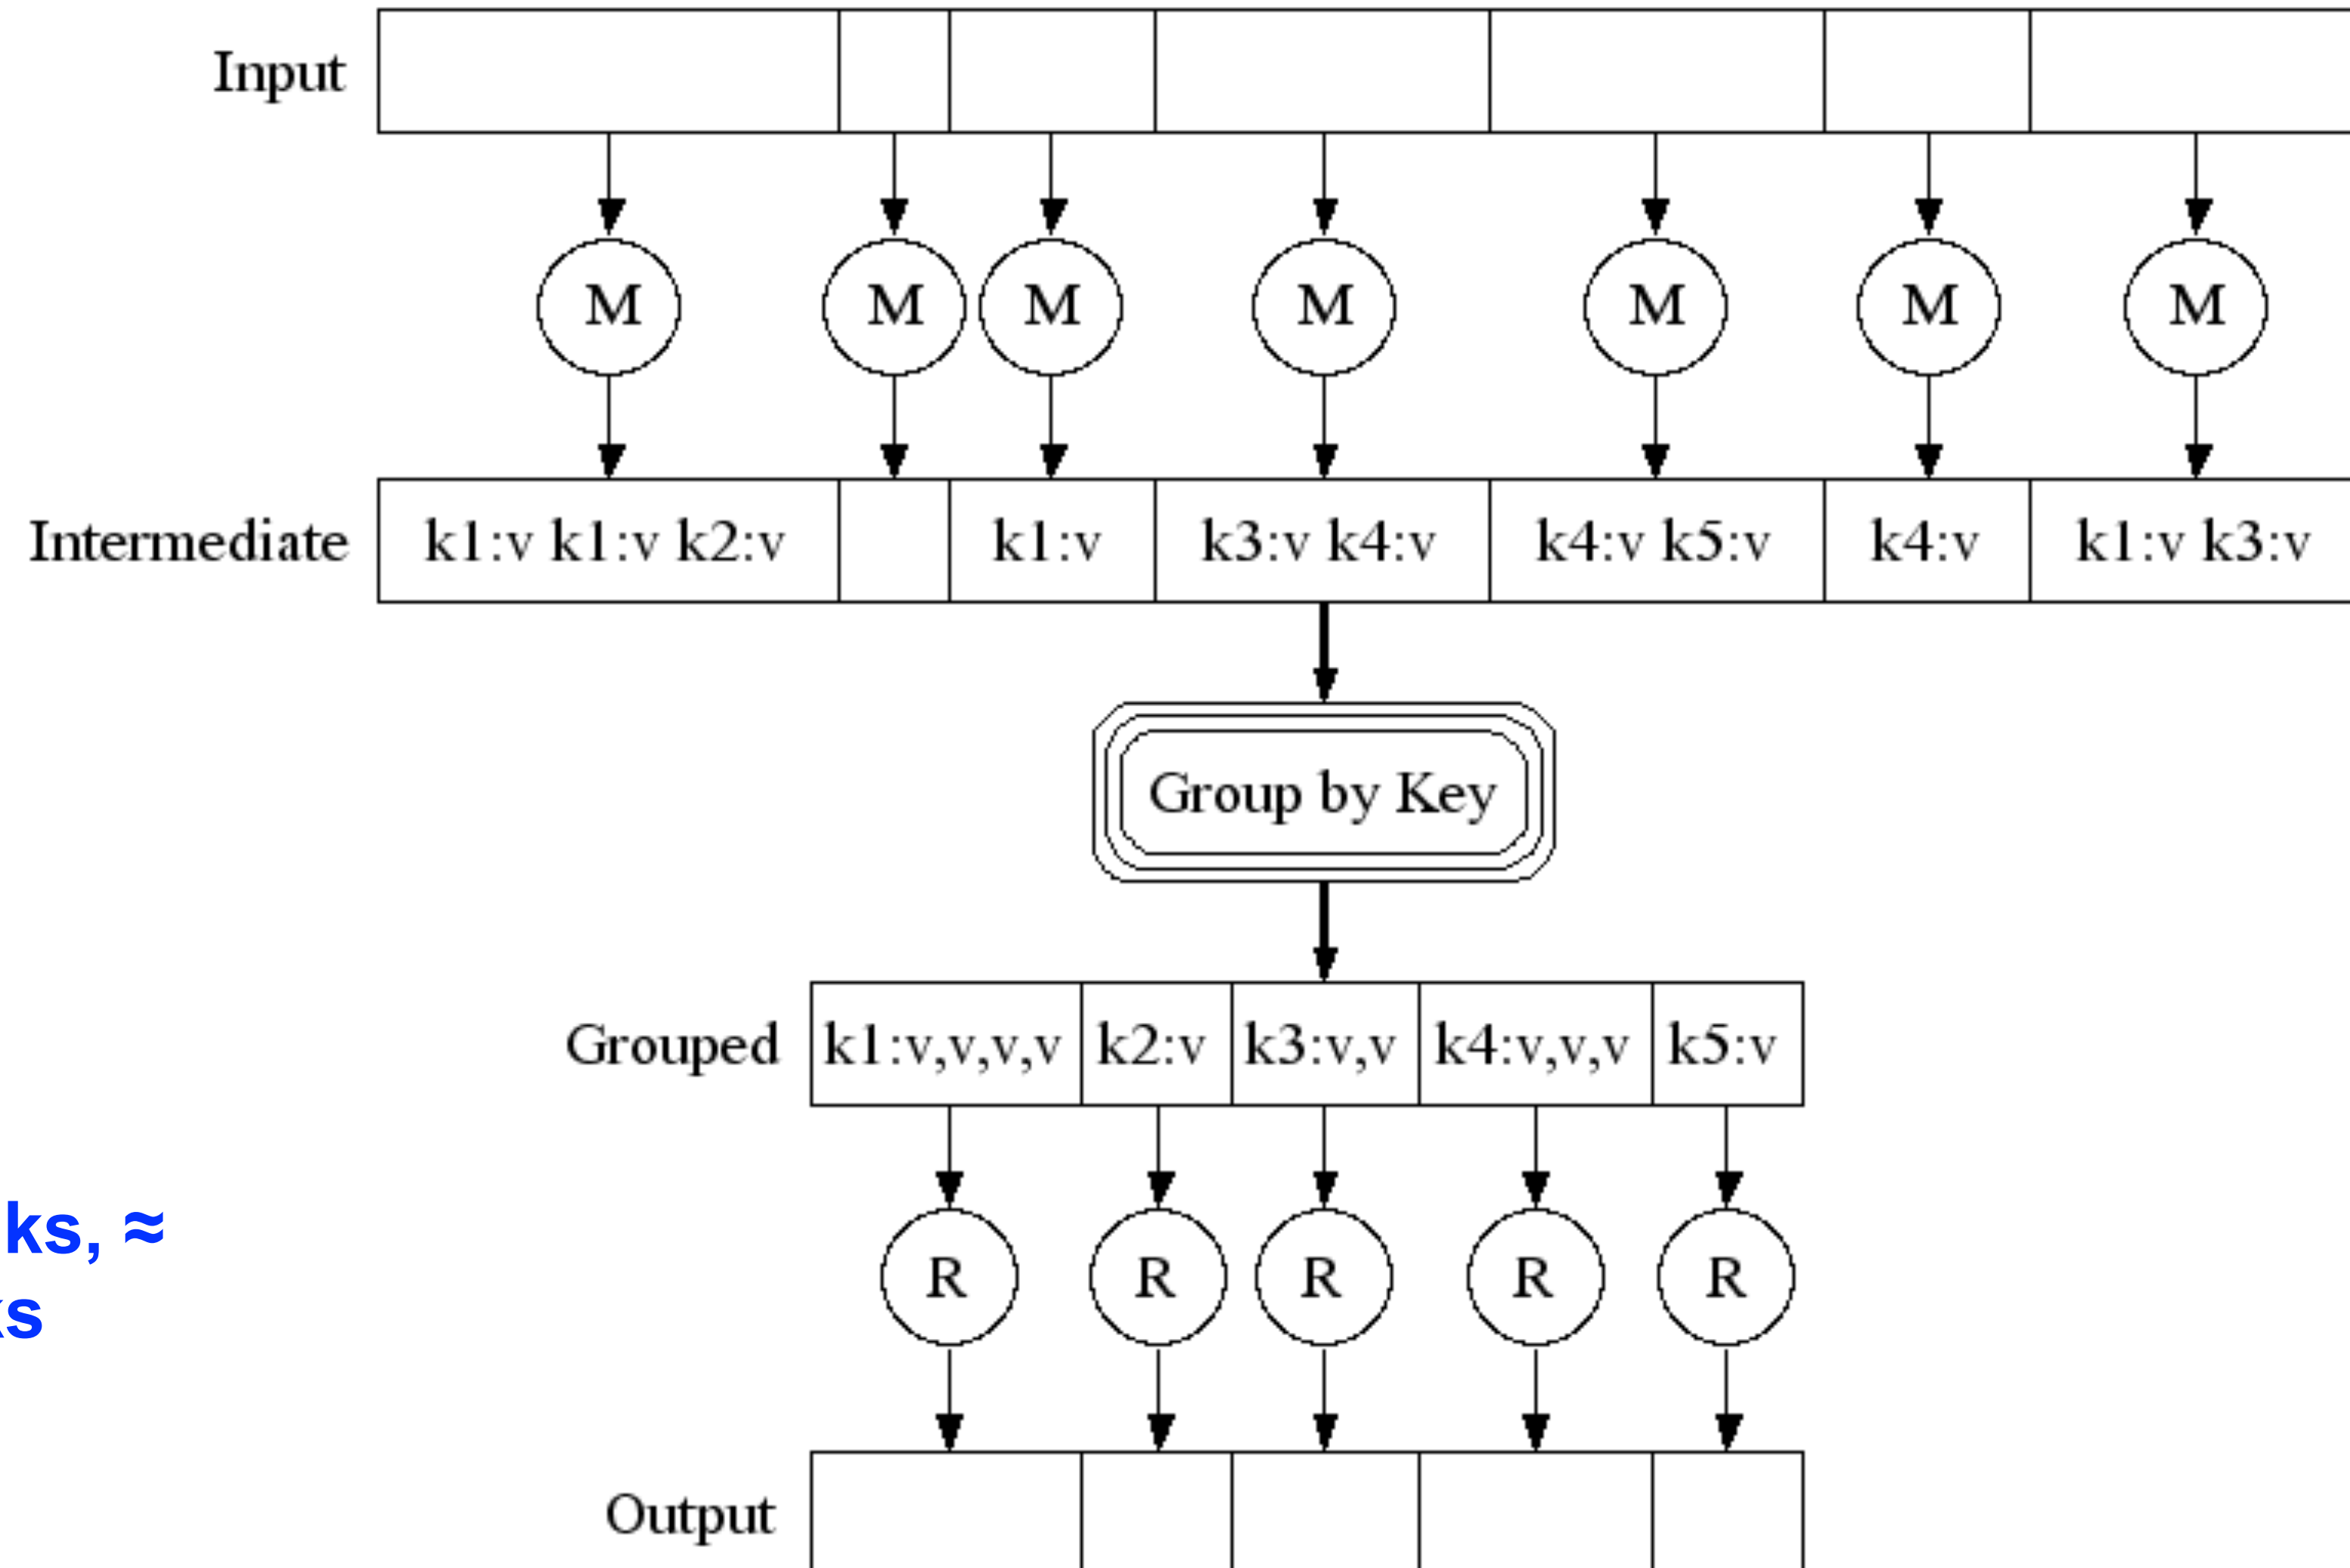 Input
M M M M M M M
Intermediate k1:v k1:v k2:v k1:v k3:v k4:v k4:v k5:v k4:v k1:v k3:v
Group by Key
Grouped k1:v,v,v,v k2:v k3:v,v k4:v,v,v k5:v
ks, ≈
R R R R R
Output